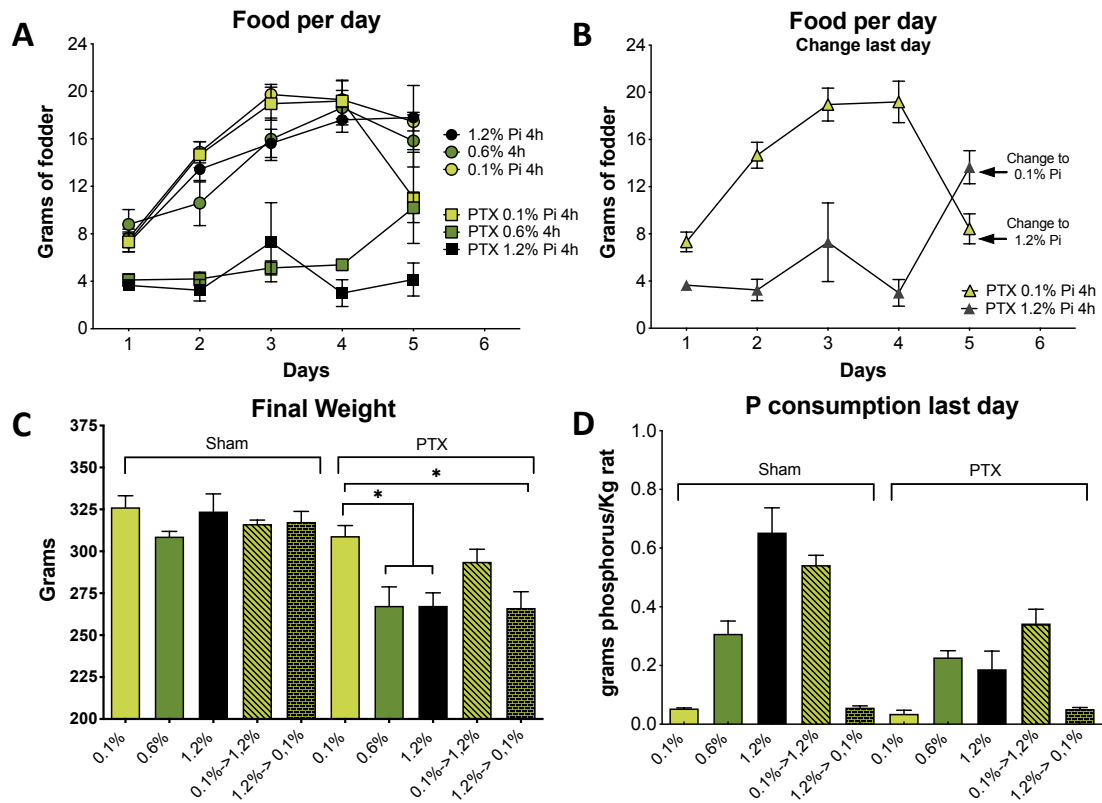 A
Food per day
Grams of fodder
24
20
16
12
8
4
0
1 2 3 4 5 6
Days
1.2% Pi 4h
0.6% 4h
0.1% Pi 4h
PTX 0.1% Pi 4h
PTX 0.6% 4h
PTX 1.2% Pi 4h
B
Food per day
Change last day
Grams of fodder
24
20
16
12
8
4
0
1 2 3 4 5 6
Days
Change to
0.1% Pi
Change to
1.2% Pi
PTX 0.1% Pi 4h
PTX 1.2% Pi 4h
C
Final Weight
Grams
375
350
325
300
275
250
225
200
Sham
PTX
*
*
0.1%
0.6%
1.2%
0.1%->1,2%
1.2%-> 0,1%
0.1%
0.6%
1.2%
0.1%->1,2%
1.2%-> 0,1%
D
P consumption last day
grams phosphorus/Kg rat
1.0
0.8
0.6
0.4
0.2
0.0
Sham
PTX
0.1%
0.6%
1.2%
0.1%->1,2%
1.2%-> 0,1%
0.1%
0.6%
1.2%
0.1%->1,2%
1.2%-> 0,1%